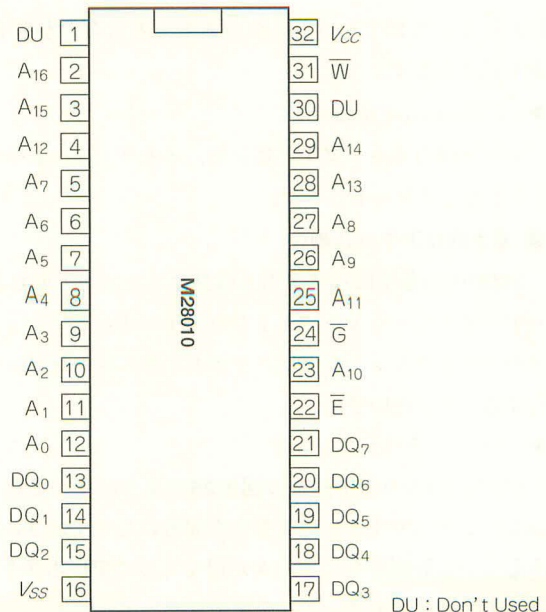 DU 1 32 VCC
A16 2 31 W̅
A15 3 30 DU
A12 4 29 A14
A7 5 28 A13
A6 6 27 A8
A5 7 26 A9
A4 8 25 A11
A3 9 24 G̅
A2 10 23 A10
A1 11 22 E̅
A0 12 21 DQ7
DQ0 13 20 DQ6
DQ1 14 19 DQ5
DQ2 15 18 DQ4
VSS 16 17 DQ3
M28010
DU : Don't Used